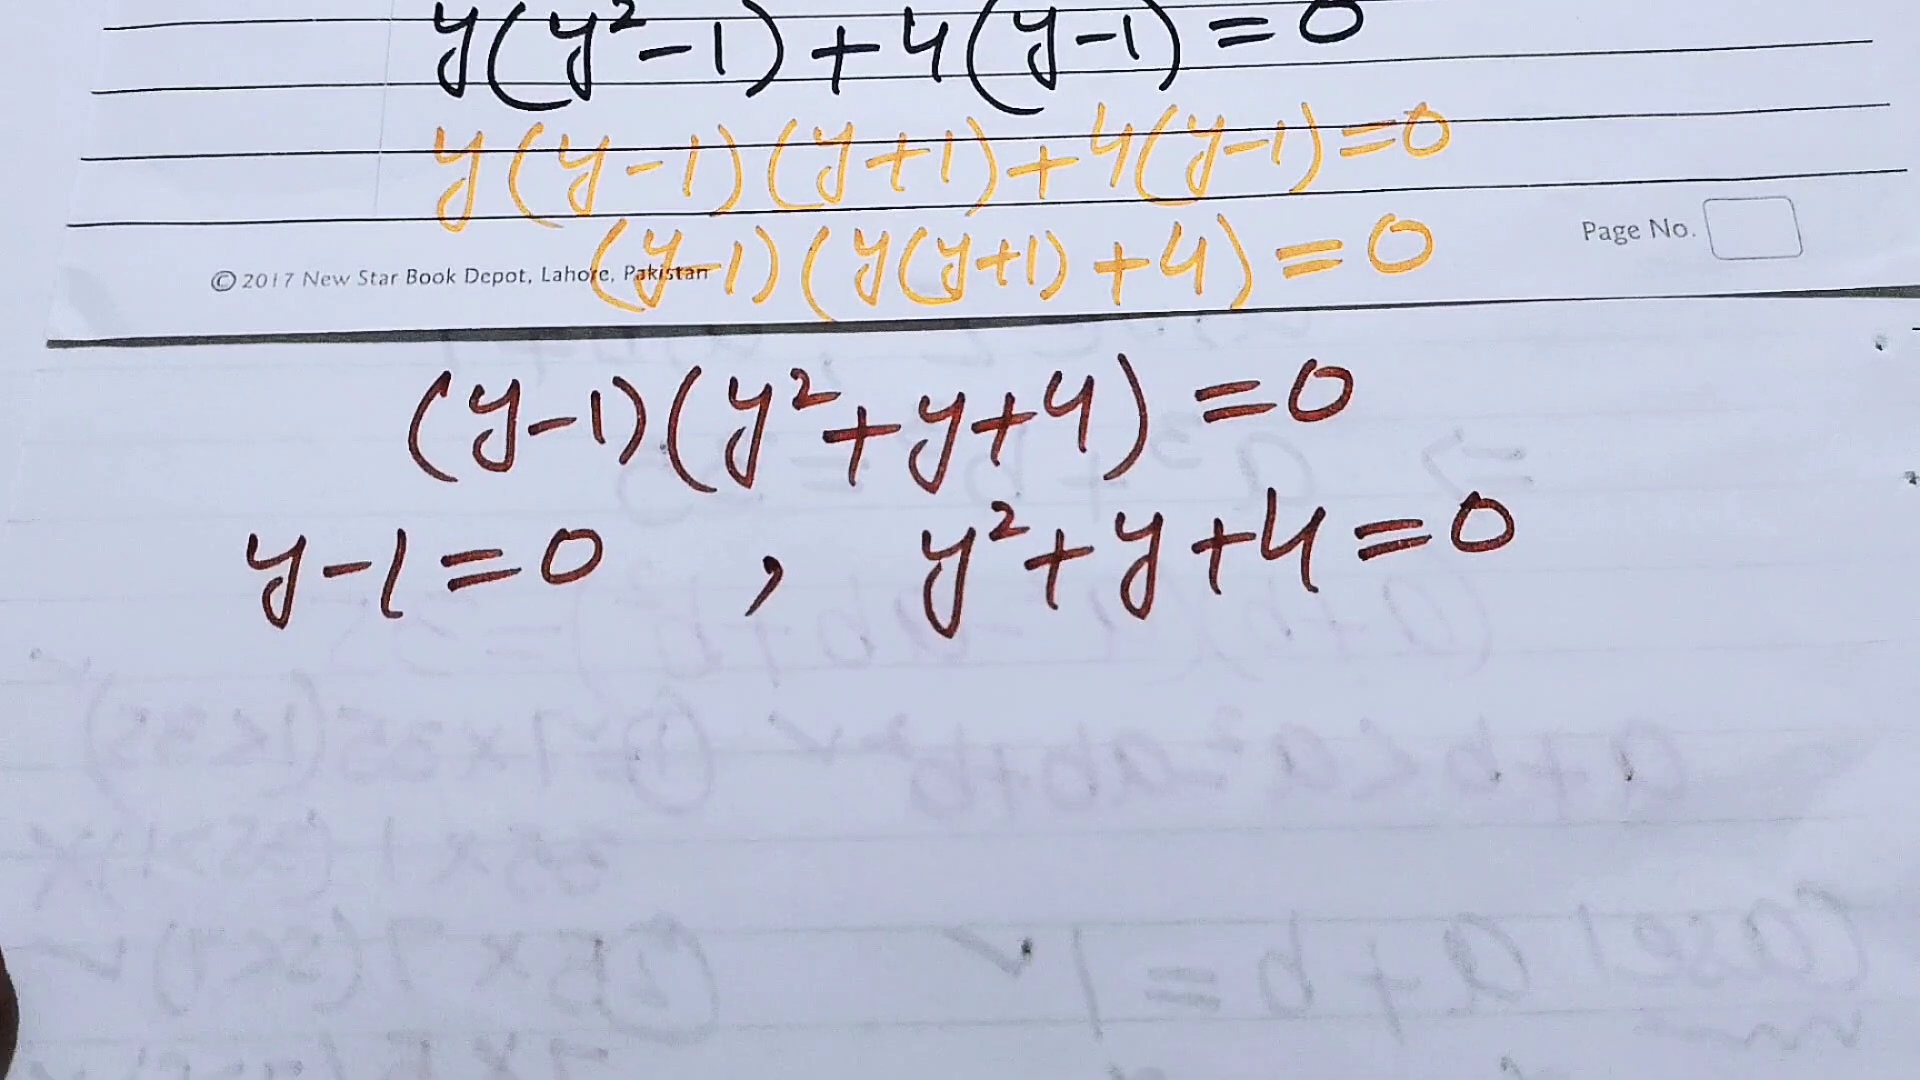 y(y²-1)+4(y-1)=0
y(y-1)(y+1)+4(y-1)=0
(y-1)(y(y+1)+4)=0
Page No.
© 2017 New Star Book Depot, Lahore, Pakistan
(y-1)(y²+y+4)=0
y-1=0 , y²+y+4=0